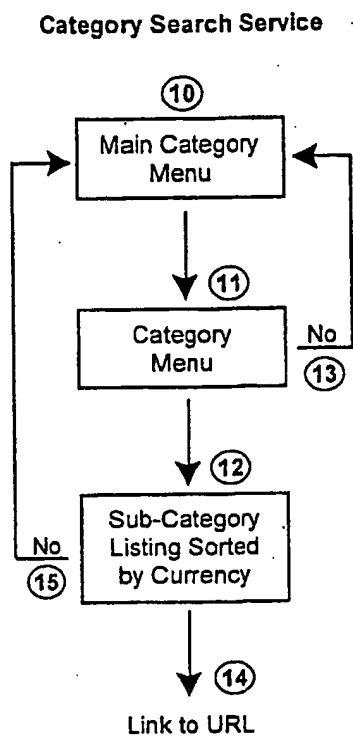 Category Search Service
10
Main Category
Menu
11
Category
Menu
No
13
12
Sub-Category
Listing Sorted
by Currency
No
15
14
Link to URL